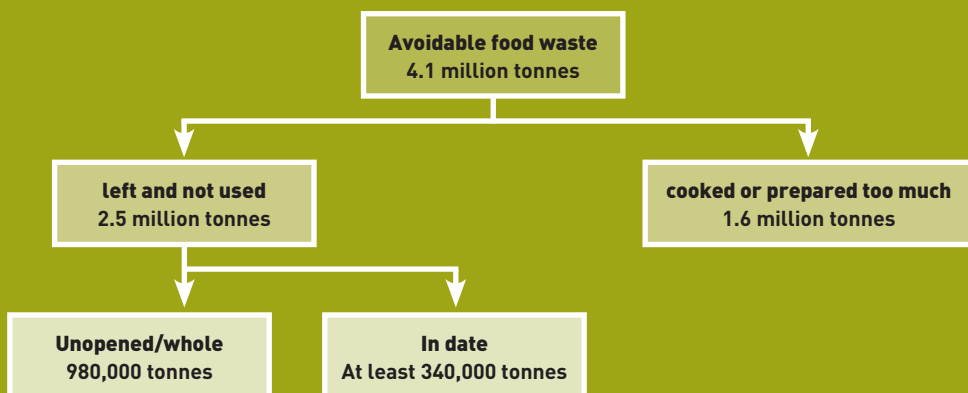 Avoidable food waste
4.1 million tonnes
left and not used
2.5 million tonnes
cooked or prepared too much
1.6 million tonnes
Unopened/whole
980,000 tonnes
In date
At least 340,000 tonnes